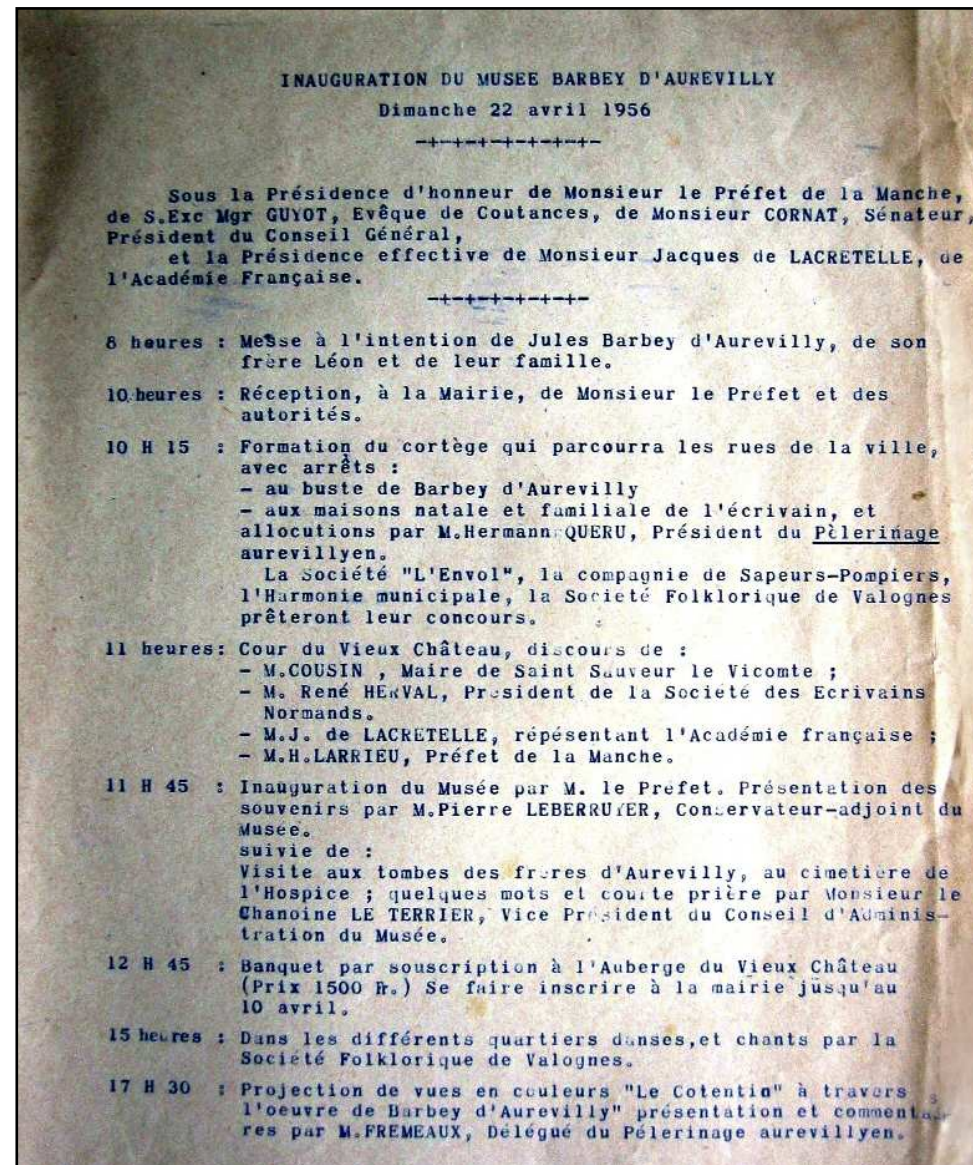 INAUGURATION DU MUSEE BARBEY D'AUREVILLY
Dimanche 22 avril 1956
-+-+-+-+-+-+-+-
Sous la Présidence d'honneur de Monsieur le Préfet de la Manche,
de S.Exc Mgr GUYOT, Evêque de Coutances, de Monsieur CORNAT, Sénateur,
Président du Conseil Général,
et la Présidence effective de Monsieur Jacques de LACRETELLE, de
l'Académie Française.
-+-+-+-+-+-+-
8 heures : Messe à l'intention de Jules Barbey d'Aurevilly, de son
frère Léon et de leur famille.
10 heures : Réception, à la Mairie, de Monsieur le Préfet et des
autorités.
10 H 15 : Formation du cortège qui parcourra les rues de la ville,
avec arrêts :
- au buste de Barbey d'Aurevilly
- aux maisons natale et familiale de l'écrivain, et
allocutions par M.Hermann QUERU, Président du Pèlerinage
aurevillyen.
La Société "L'Envol", la compagnie de Sapeurs-Pompiers,
l'Harmonie municipale, la Societé Folklorique de Valognes
prêteront leur concours.
11 heures: Cour du Vieux Château, discours de :
- M.COUSIN , Maire de Saint Sauveur le Vicomte ;
- M. René HERVAL, President de la Societé des Ecrivains
Normands.
- M.J. de LACRETELLE, répésentant l'Académie française ;
- M.H.LARRIEU, Préfet de la Manche.
11 H 45 : Inauguration du Musée par M. le Prefet. Présentation des
souvenirs par M.Pierre LEBERRUYER, Conservateur-adjoint du
Musée.
suivie de :
Visite aux tombes des freres d'Aurevilly, au cimetière de
l'Hospice ; quelques mots et courte prière par Monsieur le
Chanoine LE TERRIER, Vice Président du Conseil d'Adminis-
tration du Musée.
12 H 45 : Banquet par souscription à l'Auberge du Vieux Château
(Prix 1500 Fr.) Se faire inscrire à la mairie jusqu'au
10 avril.
15 heures : Dans les différents quartiers danses,et chants par la
Société Folklorique de Valognes.
17 H 30 : Projection de vues en couleurs "Le Cotentin" à travers
l'oeuvre de Barbey d'Aurevilly" présentation et commentai-
res par M.FREMEAUX, Délégué du Pélerinage aurevillyen.